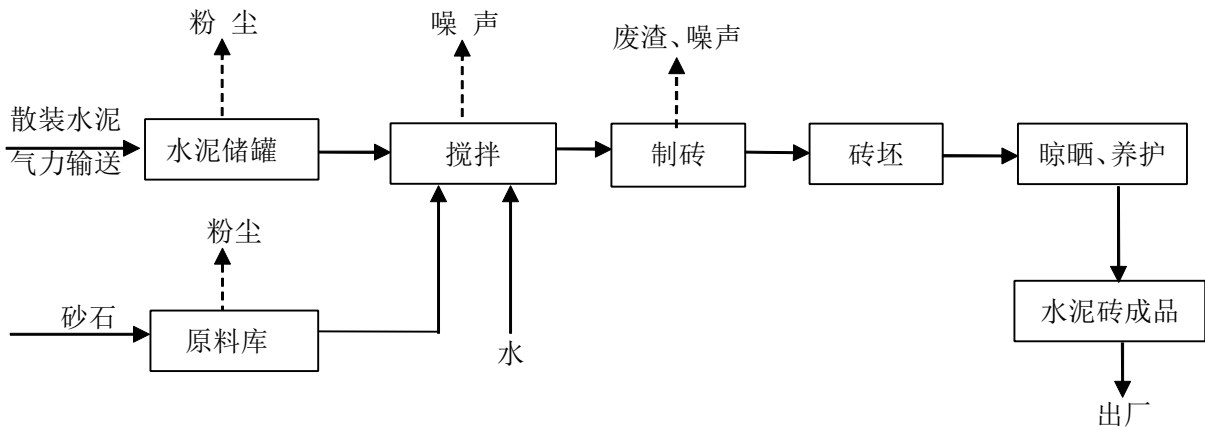 粉 尘
噪 声
废渣、噪声
散装水泥
气力输送
水泥储罐
搅拌
制砖
砖坯
晾晒、养护
粉尘
砂石
原料库
水
水泥砖成品
出厂